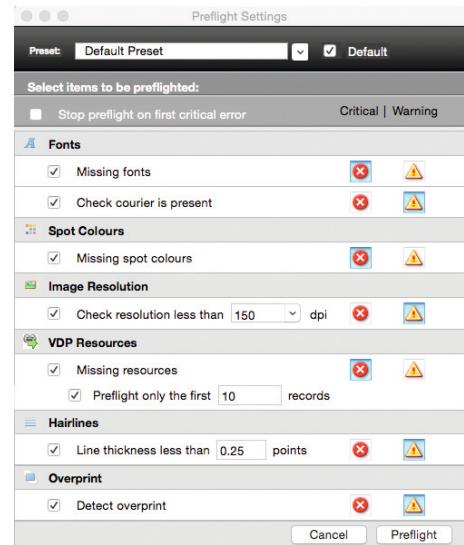 Preflight Settings
Preset: Default Preset Default
Select items to be preflighted:
Stop preflight on first critical error Critical | Warning
Fonts
Missing fonts
Check courier is present
Spot Colours
Missing spot colours
Image Resolution
Check resolution less than 150 dpi
VDP Resources
Missing resources
Preflight only the first 10 records
Hairlines
Line thickness less than 0.25 points
Overprint
Detect overprint
Cancel Preflight